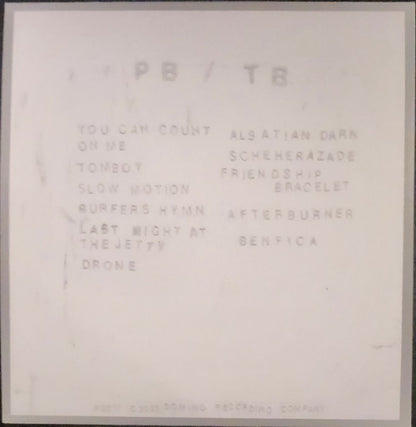 PB / TB
YOU CAN COUNT
ON ME
TOMBOY
SLOW MOTION
SURFERS HYMN
LAST NIGHT AT
THE JETTY
DRONE
ALSATIAN DARN
SCHEHERAZADE
FRIENDSHIP
BRACELET
AFTERBURNER
BENFICA
DOMINO RECORDING COMPANY